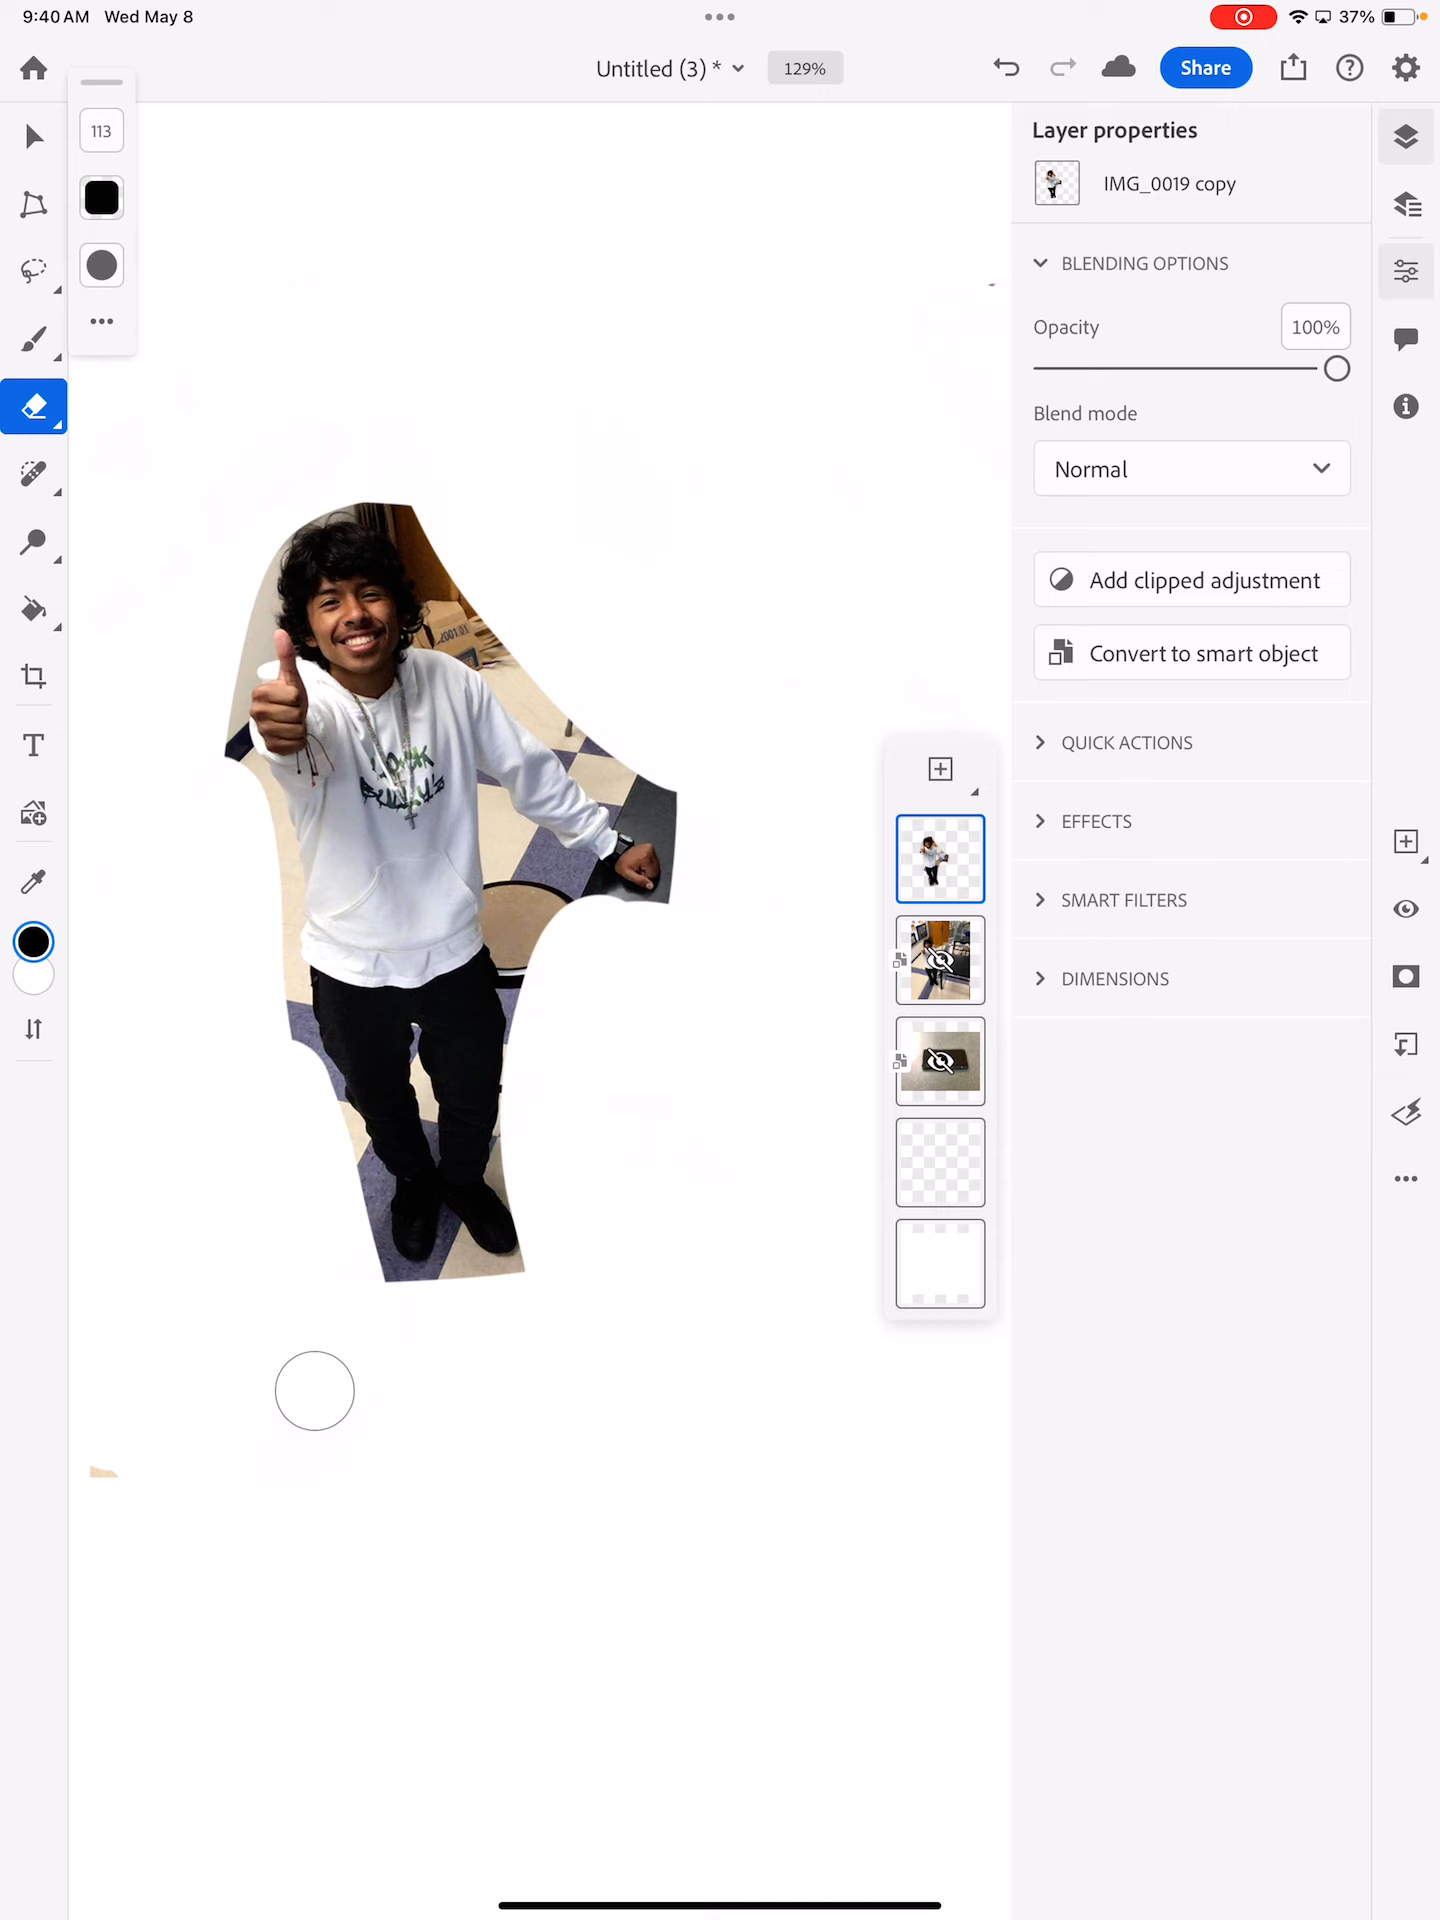 9:40 AM Wed May 8
37%
Untitled (3) *
129%
Share
113
Layer properties
IMG_0019 copy
BLENDING OPTIONS
Opacity
100%
Blend mode
Normal
Add clipped adjustment
Convert to smart object
QUICK ACTIONS
EFFECTS
SMART FILTERS
DIMENSIONS
T